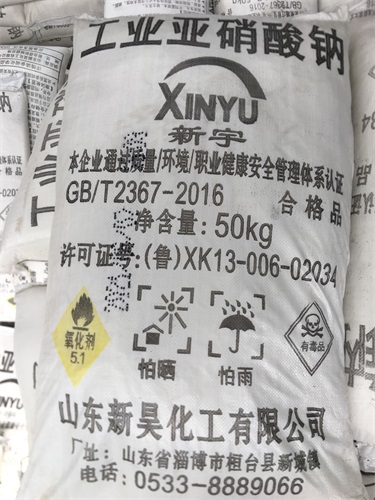 工业亚硝酸钠
XINYU
新宇
本企业通过质量/环境/职业健康安全管理体系认证
GB/T2367-2016 合格品
净含量:50kg
许可证号:(鲁)XK13-006-02034
氧化剂
5.1
怕晒
怕雨
有毒品
山东新昊化工有限公司
厂址:山东省淄博市桓台县新城镇
电话:0533-8889066